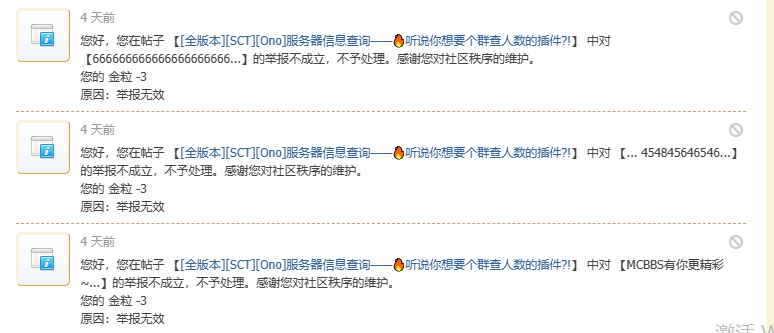 4 天前
您好，您在帖子 【[全版本][SCT][Ono]服务器信息查询——🔥听说你想要个群查人数的插件?!】 中对
【666666666666666666666...】的举报不成立，不予处理。感谢您对社区秩序的维护。
您的 金粒 -3
原因：举报无效
4 天前
您好，您在帖子 【[全版本][SCT][Ono]服务器信息查询——🔥听说你想要个群查人数的插件?!】 中对 【... 454845646546...】
的举报不成立，不予处理。感谢您对社区秩序的维护。
您的 金粒 -3
原因：举报无效
4 天前
您好，您在帖子 【[全版本][SCT][Ono]服务器信息查询——🔥听说你想要个群查人数的插件?!】 中对 【MCBBS有你更精彩
~...】的举报不成立，不予处理。感谢您对社区秩序的维护。
您的 金粒 -3
原因：举报无效
激活 W